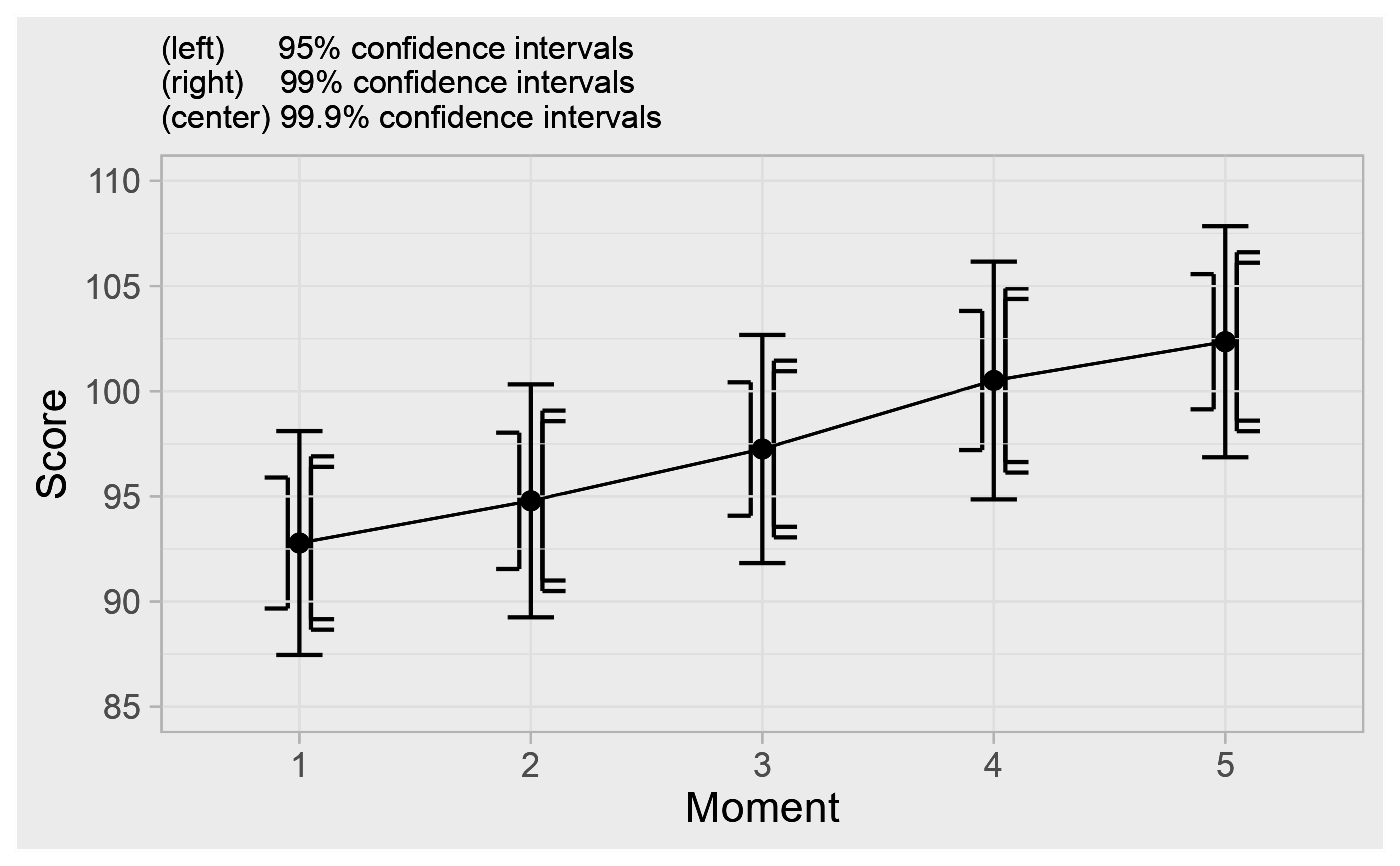 (left) 95% confidence intervals
(right) 99% confidence intervals
(center) 99.9% confidence intervals
110
105
100
95
90
85
Score
1 2 3 4 5
Moment